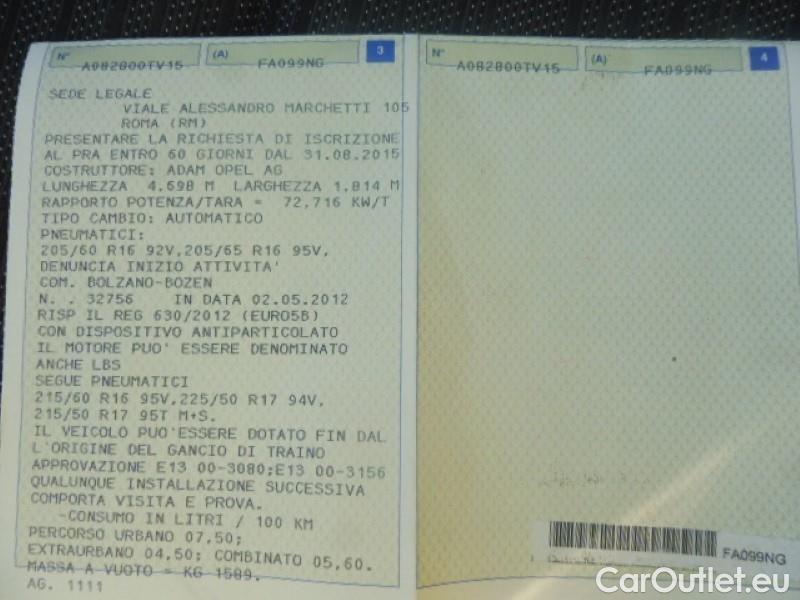 N° A082800TV15 (A) FA099NG 3
SEDE LEGALE
VIALE ALESSANDRO MARCHETTI 105
ROMA (RM)
PRESENTARE LA RICHIESTA DI ISCRIZIONE
AL PRA ENTRO 60 GIORNI DAL 31.08.2015
COSTRUTTORE: ADAM OPEL AG
LUNGHEZZA 4,698 M LARGHEZZA 1,814 M
RAPPORTO POTENZA/TARA = 72,716 KW/T
TIPO CAMBIO: AUTOMATICO
PNEUMATICI:
205/60 R16 92V,205/65 R16 95V,
DENUNCIA INIZIO ATTIVITA'
COM. BOLZANO-BOZEN
N. . 32756 IN DATA 02.05.2012
RISP IL REG 630/2012 (EURO5B)
CON DISPOSITIVO ANTIPARTICOLATO
IL MOTORE PUO' ESSERE DENOMINATO
ANCHE LBS
SEGUE PNEUMATICI
215/60 R16 95V,225/50 R17 94V,
215/50 R17 95T M+S.
IL VEICOLO PUO'ESSERE DOTATO FIN DAL
L'ORIGINE DEL GANCIO DI TRAINO
APPROVAZIONE E13 00-3080;E13 00-3156
QUALUNQUE INSTALLAZIONE SUCCESSIVA
COMPORTA VISITA E PROVA.
-CONSUMO IN LITRI / 100 KM
PERCORSO URBANO 07,50;
EXTRAURBANO 04,50; COMBINATO 05,60.
MASSA A VUOTO = KG 1589.
AG. 1111
N° A082800TV15 (A) FA099NG 4
FA099NG
CarOutlet.eu